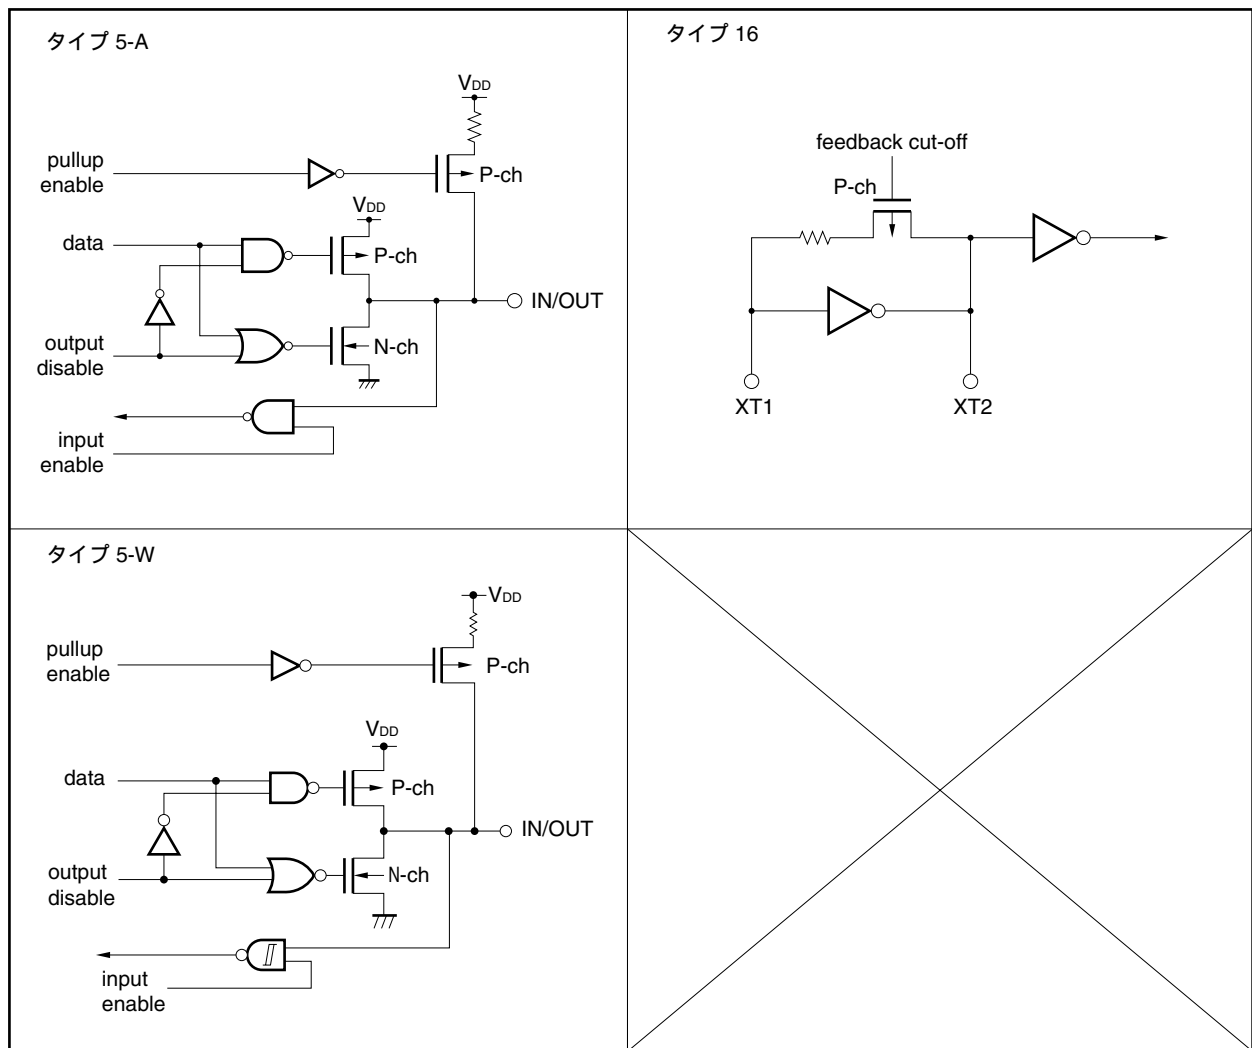 タイプ 5-A
VDD
pullup
enable
P-ch
VDD
data
P-ch
IN/OUT
output
disable
N-ch
input
enable
タイプ 16
feedback cut-off
P-ch
XT1
XT2
タイプ 5-W
VDD
pullup
enable
P-ch
VDD
data
P-ch
IN/OUT
output
disable
N-ch
input
enable